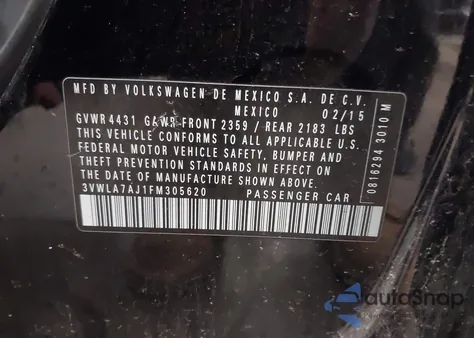 MFD BY VOLKSWAGEN DE MEXICO S.A. DE C.V.
MEXICO 02/15
GVWR 4431 GAWR FRONT 2359 / REAR 2183 LBS
THIS VEHICLE CONFORMS TO ALL APPLICABLE
FEDERAL MOTOR VEHICLE SAFETY, BUMPER AND
THEFT PREVENTION STANDARDS IN EFFECT ON
THE DATE OF MANUFACTURE SHOWN ABOVE.
3VWLA7AJ1FM305620 PASSENGER CAR
0816294 3010 M
autoSnap